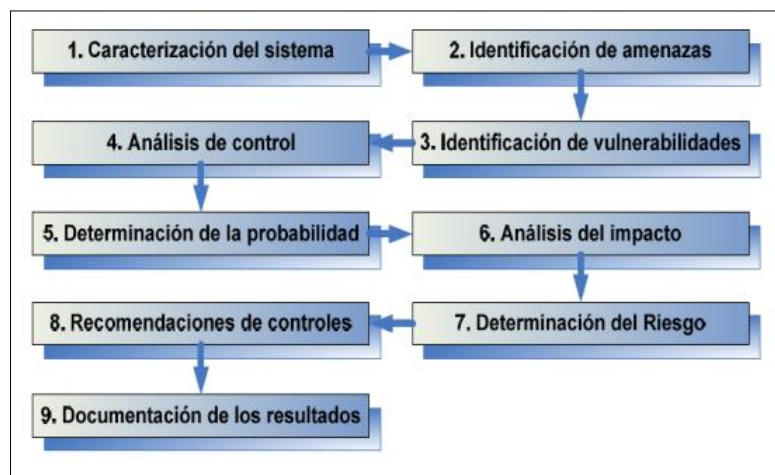 1. Caracterización del sistema
2. Identificación de amenazas
3. Identificación de vulnerabilidades
4. Análisis de control
5. Determinación de la probabilidad
6. Análisis del impacto
7. Determinación del Riesgo
8. Recomendaciones de controles
9. Documentación de los resultados